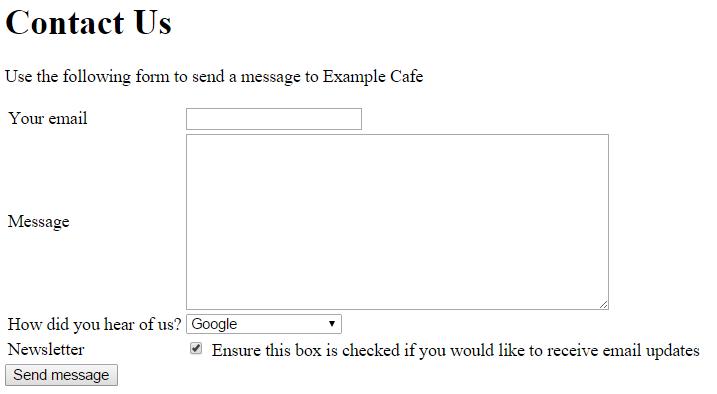 Contact Us
Use the following form to send a message to Example Cafe
Your email
Message
How did you hear of us? Google
Newsletter Ensure this box is checked if you would like to receive email updates
Send message